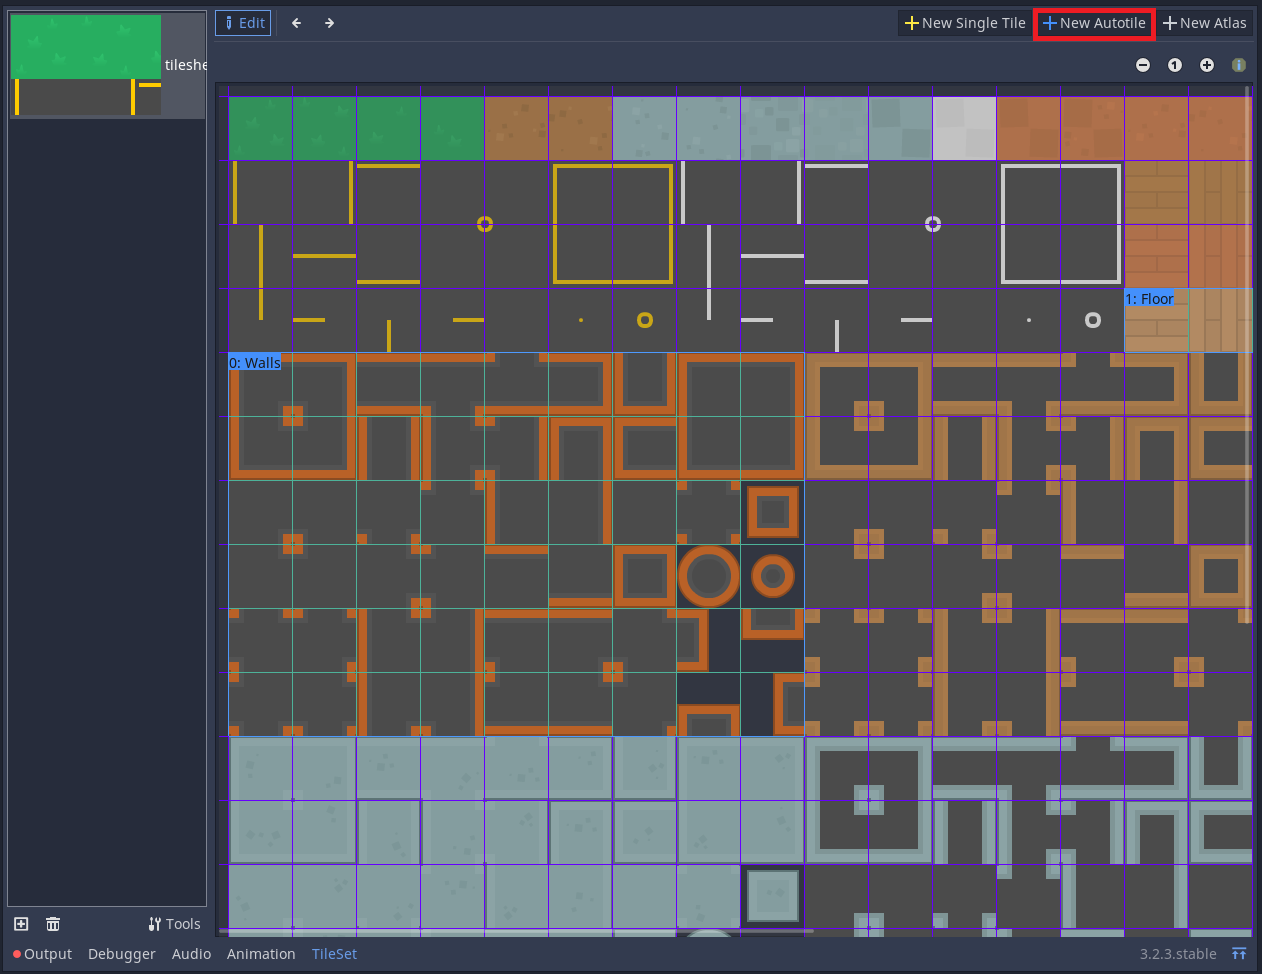 Edit
New Single Tile
New Autotile
New Atlas
tileshe
1
1: Floor
0: Walls
Tools
Output
Debugger
Audio
Animation
TileSet
3.2.3.stable